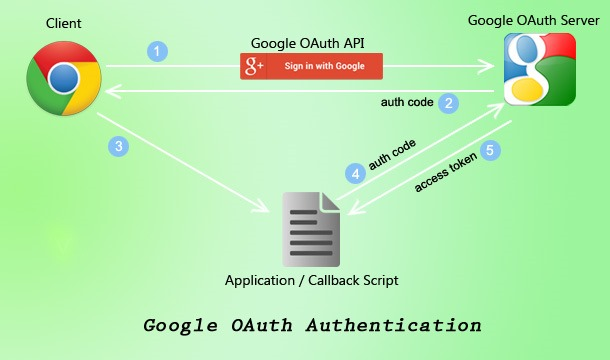 Client
Google OAuth Server
Google OAuth API
1
g+ Sign in with Google
g
auth code 2
3
4 auth code
access token 5
Application / Callback Script
Google OAuth Authentication